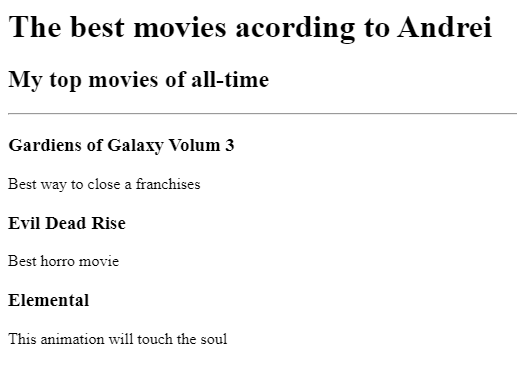 The best movies acording to Andrei
My top movies of all-time
Gardiens of Galaxy Volum 3
Best way to close a franchises
Evil Dead Rise
Best horro movie
Elemental
This animation will touch the soul